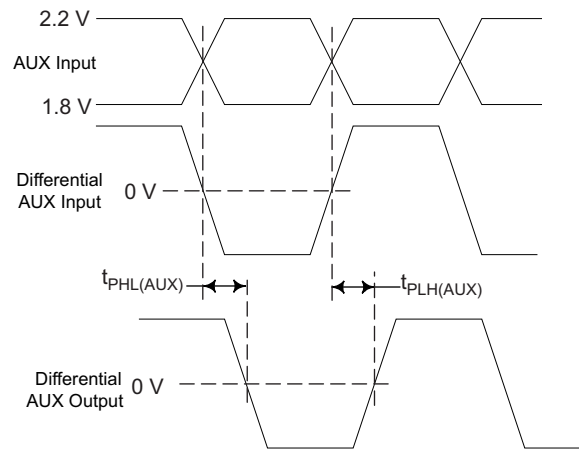 2.2 V
AUX Input
1.8 V
Differential
AUX Input
0 V
tPHL(AUX)
tPLH(AUX)
Differential
AUX Output
0 V